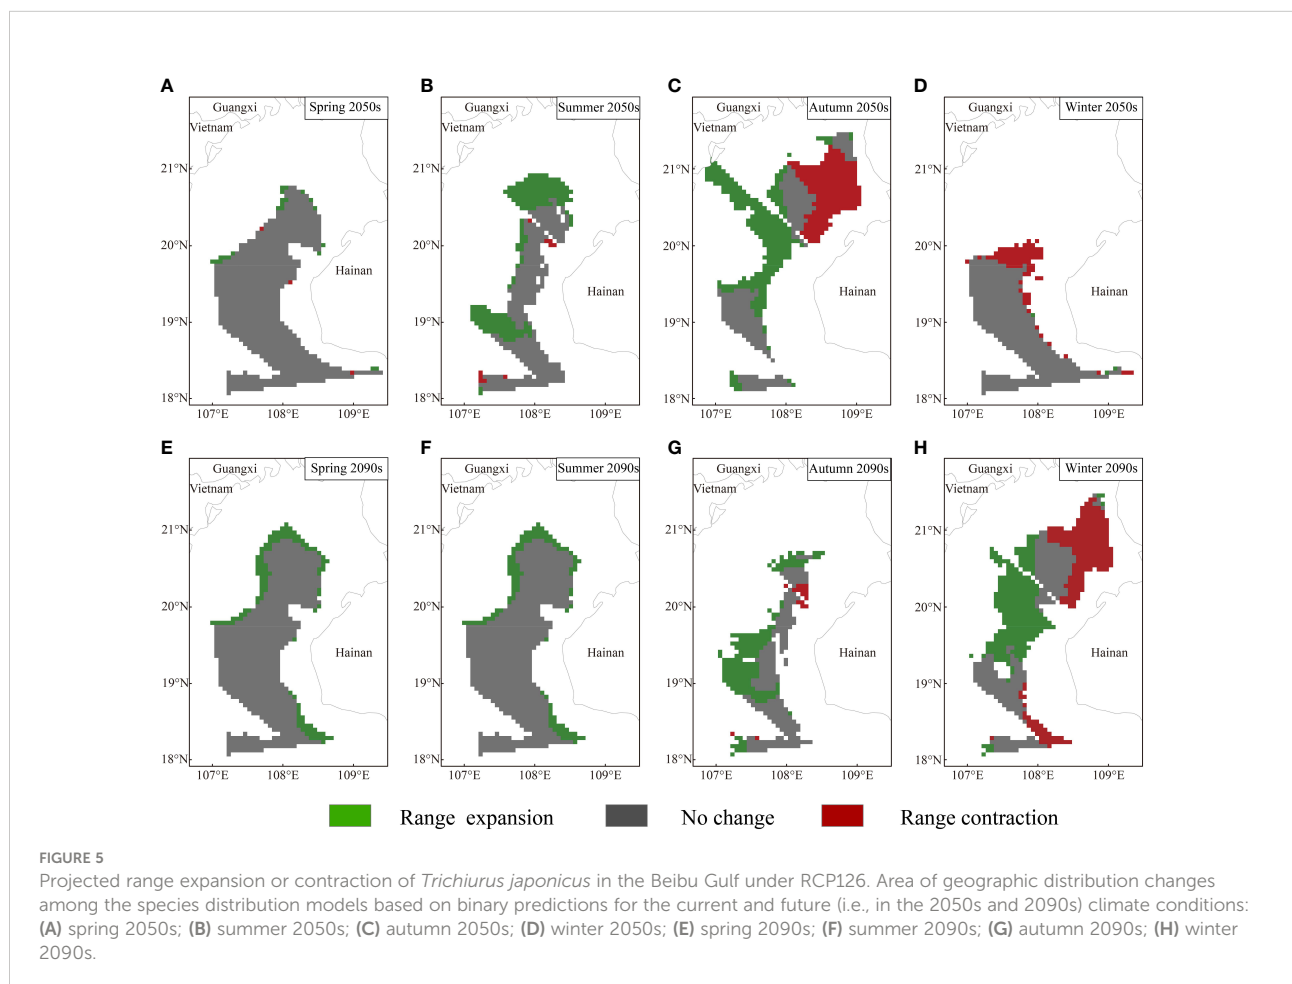 A
B
C
D
Guangxi
Spring 2050s
Guangxi
Summer 2050s
Guangxi
Autumn 2050s
Guangxi
Winter 2050s
Vietnam
Vietnam
Vietnam
Vietnam
21°N
21°N
21°N
21°N
20°N
20°N
20°N
20°N
Hainan
Hainan
Hainan
Hainan
19°N
19°N
19°N
19°N
18°N
18°N
18°N
18°N
107°E 108°E 109°E
107°E 108°E 109°E
107°E 108°E 109°E
107°E 108°E 109°E
E
F
G
H
Guangxi
Spring 2090s
Guangxi
Summer 2090s
Guangxi
Autumn 2090s
Guangxi
Winter 2090s
Vietnam
Vietnam
Vietnam
Vietnam
21°N
21°N
21°N
21°N
20°N
20°N
20°N
20°N
Hainan
Hainan
Hainan
Hainan
19°N
19°N
19°N
19°N
18°N
18°N
18°N
18°N
107°E 108°E 109°E
107°E 108°E 109°E
107°E 108°E 109°E
107°E 108°E 109°E
Range expansion
No change
Range contraction
FIGURE 5
Projected range expansion or contraction of Trichiurus japonicus in the Beibu Gulf under RCP126. Area of geographic distribution changes
among the species distribution models based on binary predictions for the current and future (i.e., in the 2050s and 2090s) climate conditions:
(A) spring 2050s; (B) summer 2050s; (C) autumn 2050s; (D) winter 2050s; (E) spring 2090s; (F) summer 2090s; (G) autumn 2090s; (H) winter
2090s.